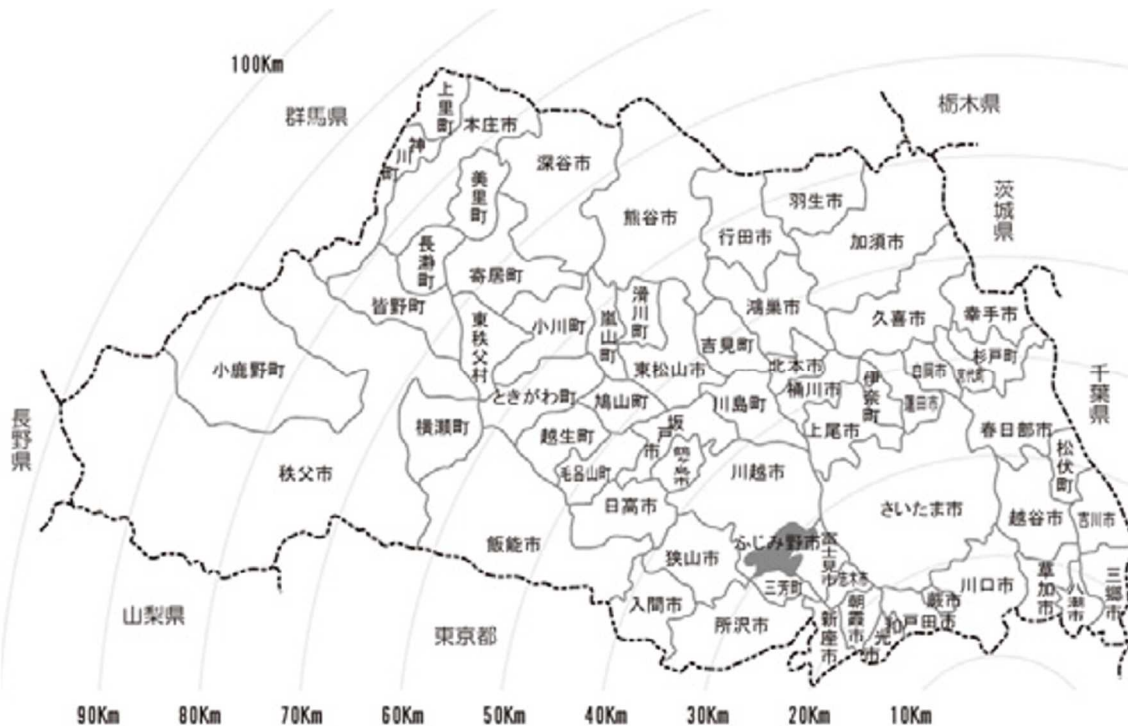 100Km
群馬県
栃木県
茨城県
千葉県
長野県
山梨県
東京都
上里町
本庄市
神川町
美里町
深谷市
熊谷市
行田市
羽生市
加須市
長瀞町
寄居町
皆野町
東秩父村
小川町
嵐山町
滑川町
吉見町
鴻巣市
久喜市
幸手市
杉戸町
宮代町
白岡市
蓮田市
伊奈町
北本市
桶川市
上尾市
東松山市
小鹿野町
ときがわ町
鳩山町
川島町
横瀬町
越生町
坂戸市
鶴ヶ島市
毛呂山町
川越市
春日部市
松伏町
秩父市
日高市
さいたま市
越谷市
吉川市
飯能市
狭山市
ふじみ野市
富士見市
志木市
三芳町
入間市
所沢市
新座市
朝霞市
和光市
戸田市
蕨市
川口市
草加市
八潮市
三郷市
90Km
80Km
70Km
60Km
50Km
40Km
30Km
20Km
10Km